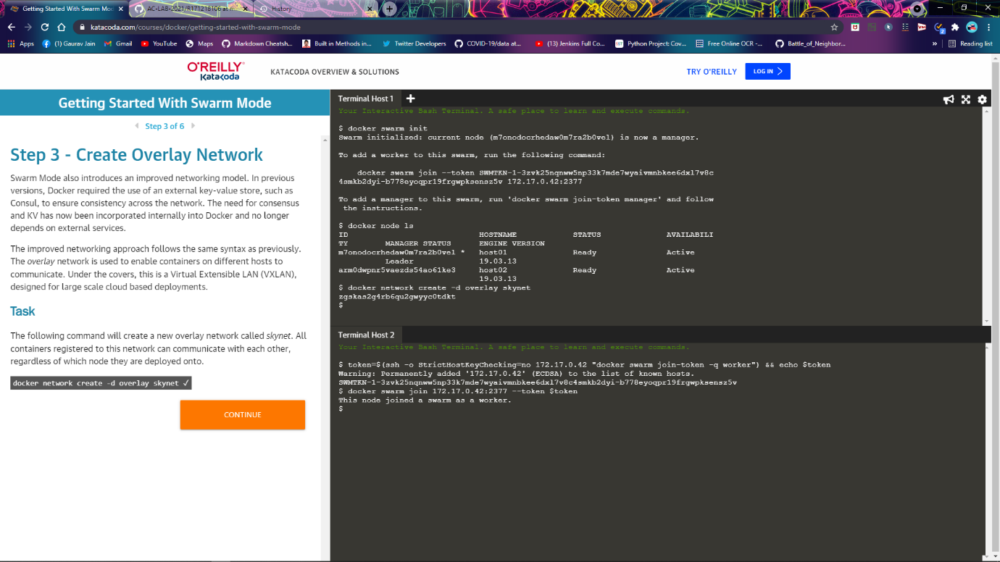 Getting Started With Swarm Mod
AC-LAB-2021/R171218106 at
History
katacoda.com/courses/docker/getting-started-with-swarm-mode
Apps
(1) Gaurav Jain
Gmail
YouTube
Maps
Markdown Cheatsh...
Built in Methods in...
Twitter Developers
COVID-19/data at...
(13) Jenkins Full Co...
Python Project: Cov...
Free Online OCR -...
Battle_of_Neighbor...
»
Reading list
O'REILLY
KataKoda
KATACODA OVERVIEW & SOLUTIONS
TRY O'REILLY
LOG IN
Getting Started With Swarm Mode
Step 3 of 6
Step 3 - Create Overlay Network
Swarm Mode also introduces an improved networking model. In previous
versions, Docker required the use of an external key-value store, such as
Consul, to ensure consistency across the network. The need for consensus
and KV has now been incorporated internally into Docker and no longer
depends on external services.
The improved networking approach follows the same syntax as previously.
The overlay network is used to enable containers on different hosts to
communicate. Under the covers, this is a Virtual Extensible LAN (VXLAN),
designed for large scale cloud based deployments.
Task
The following command will create a new overlay network called skynet. All
containers registered to this network can communicate with each other,
regardless of which node they are deployed onto.
docker network create -d overlay skynet ✓
CONTINUE
Terminal Host 1
Your Interactive Bash Terminal. A safe place to learn and execute commands.
$ docker swarm init
Swarm initialized: current node (m7onodocrhedaw0m7ra2b0vel) is now a manager.
To add a worker to this swarm, run the following command:
docker swarm join --token SWMTKN-1-3zvk25nqnww5np33k7mde7wyaivmnbkee6dxl7v8c
4smkb2dyi-b778eyoqpr19frgwpksensz5v 172.17.0.42:2377
To add a manager to this swarm, run 'docker swarm join-token manager' and follow
the instructions.
$ docker node ls
ID HOSTNAME STATUS AVAILABILI
TY MANAGER STATUS ENGINE VERSION
m7onodocrhedaw0m7ra2b0vel * host01 Ready Active
Leader 19.03.13
arm0dwpnr5vaezds54ao61ke3 host02 Ready Active
19.03.13
$ docker network create -d overlay skynet
zgskas2g4rb6qu2gwyyc0tdkt
$
Terminal Host 2
Your Interactive Bash Terminal. A safe place to learn and execute commands.
$ token=$(ssh -o StrictHostKeyChecking=no 172.17.0.42 "docker swarm join-token -q worker") && echo $token
Warning: Permanently added '172.17.0.42' (ECDSA) to the list of known hosts.
SWMTKN-1-3zvk25nqnww5np33k7mde7wyaivmnbkee6dxl7v8c4smkb2dyi-b778eyoqpr19frgwpksensz5v
$ docker swarm join 172.17.0.42:2377 --token $token
This node joined a swarm as a worker.
$